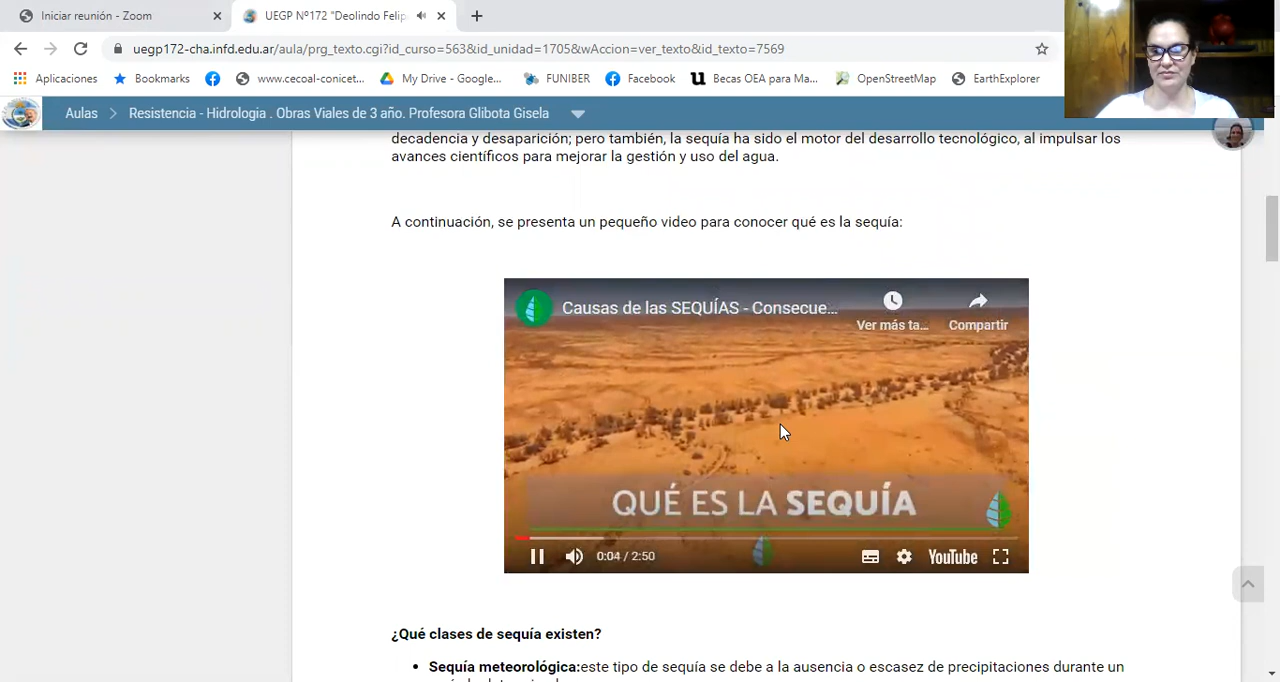 Iniciar reunión - Zoom
UEGP Nº172 "Deolindo Felip
uegp172-cha.infd.edu.ar/aula/prg_texto.cgi?id_curso=563&id_unidad=1705&wAccion=ver_texto&id_texto=7569
Aplicaciones Bookmarks www.cecoal-conicet... My Drive - Google... FUNIBER Facebook Becas OEA para Ma... OpenStreetMap EarthExplorer
Aulas Resistencia - Hidrologia . Obras Viales de 3 año. Profesora Glibota Gisela
decadencia y desaparición; pero también, la sequía ha sido el motor del desarrollo tecnológico, al impulsar los
avances científicos para mejorar la gestión y uso del agua.
A continuación, se presenta un pequeño video para conocer qué es la sequía:
Causas de las SEQUÍAS - Consecue...
Ver más ta... Compartir
QUÉ ES LA SEQUÍA
0:04 / 2:50 YouTube
¿Qué clases de sequía existen?
• Sequía meteorológica:este tipo de sequía se debe a la ausencia o escasez de precipitaciones durante un